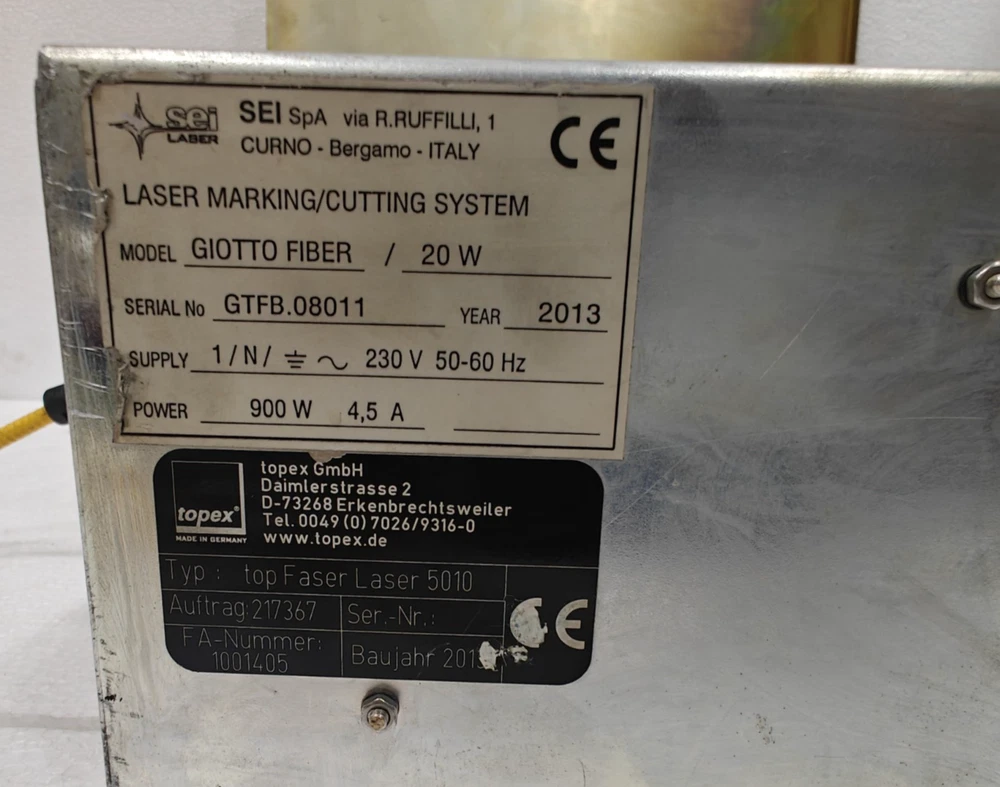 sei
LASER
SEI SpA via R.RUFFILLI, 1
CURNO - Bergamo - ITALY
CE
LASER MARKING/CUTTING SYSTEM
MODEL GIOTTO FIBER / 20 W
SERIAL No GTFB.08011 YEAR 2013
SUPPLY 1 / N / ⏚ ~ 230 V 50-60 Hz
POWER 900 W 4,5 A
topex
MADE IN GERMANY
topex GmbH
Daimlerstrasse 2
D-73268 Erkenbrechtsweiler
Tel. 0049 (0) 7026/9316-0
www.topex.de
Typ : top Faser Laser 5010
Auftrag:217367 Ser.-Nr.:
CE
FA-Nummer:
1001405
Baujahr